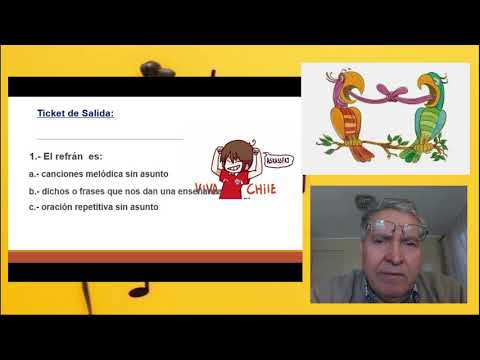 Ticket de Salida:
1.- El refrán es:
a.- canciones melódica sin asunto
b.- dichos o frases que nos dan una enseñanza
c.- oración repetitiva sin asunto
VIVA CHILE